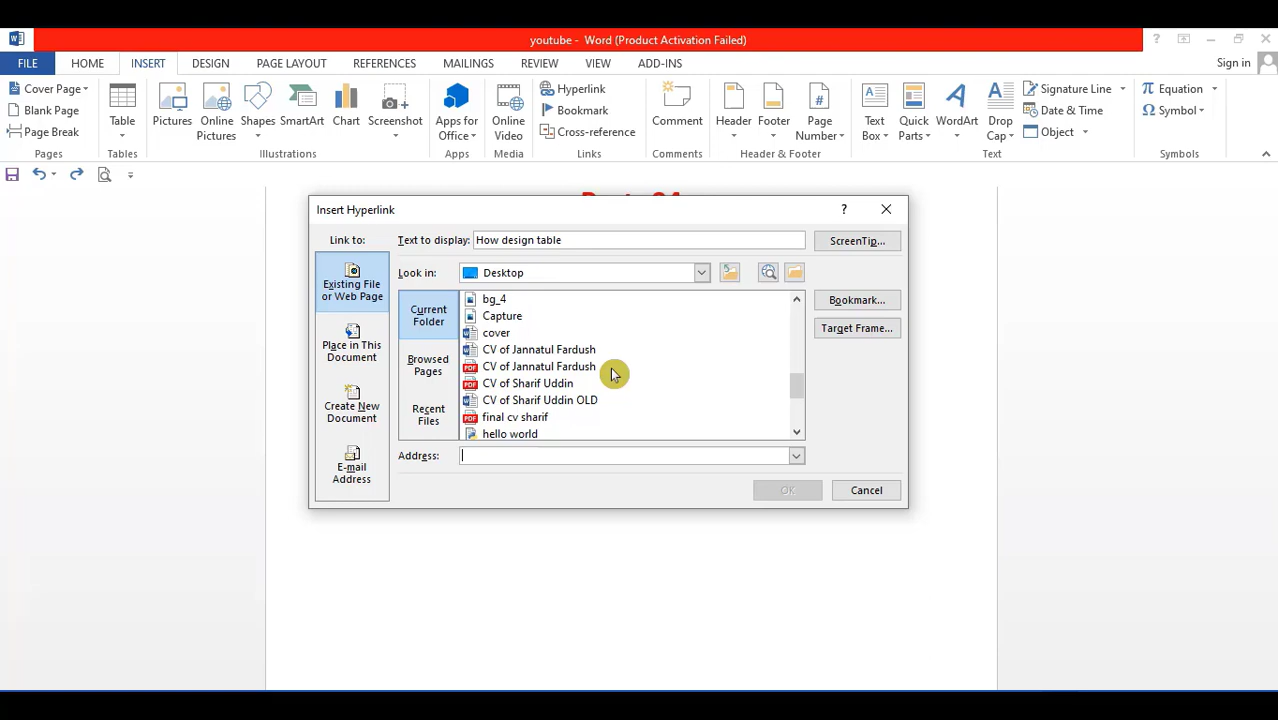 youtube - Word (Product Activation Failed)
FILE HOME INSERT DESIGN PAGE LAYOUT REFERENCES MAILINGS REVIEW VIEW ADD-INS Sign in
Cover Page
Blank Page
Page Break
Pages
Table
Tables
Pictures
Online Pictures
Shapes
SmartArt
Chart
Screenshot
Illustrations
Apps for Office
Apps
Online Video
Media
Hyperlink
Bookmark
Cross-reference
Links
Comment
Comments
Header
Footer
Page Number
Header & Footer
Text Box
Quick Parts
WordArt
Drop Cap
Signature Line
Date & Time
Object
Text
Equation
Symbol
Symbols
Insert Hyperlink
Link to:
Text to display: How design table
ScreenTip...
Existing File or Web Page
Place in This Document
Create New Document
E-mail Address
Look in: Desktop
Current Folder
Browsed Pages
Recent Files
bg_4
Capture
cover
CV of Jannatul Fardush
PDF CV of Jannatul Fardush
PDF CV of Sharif Uddin
CV of Sharif Uddin OLD
PDF final cv sharif
hello world
Bookmark...
Target Frame...
Address:
OK
Cancel